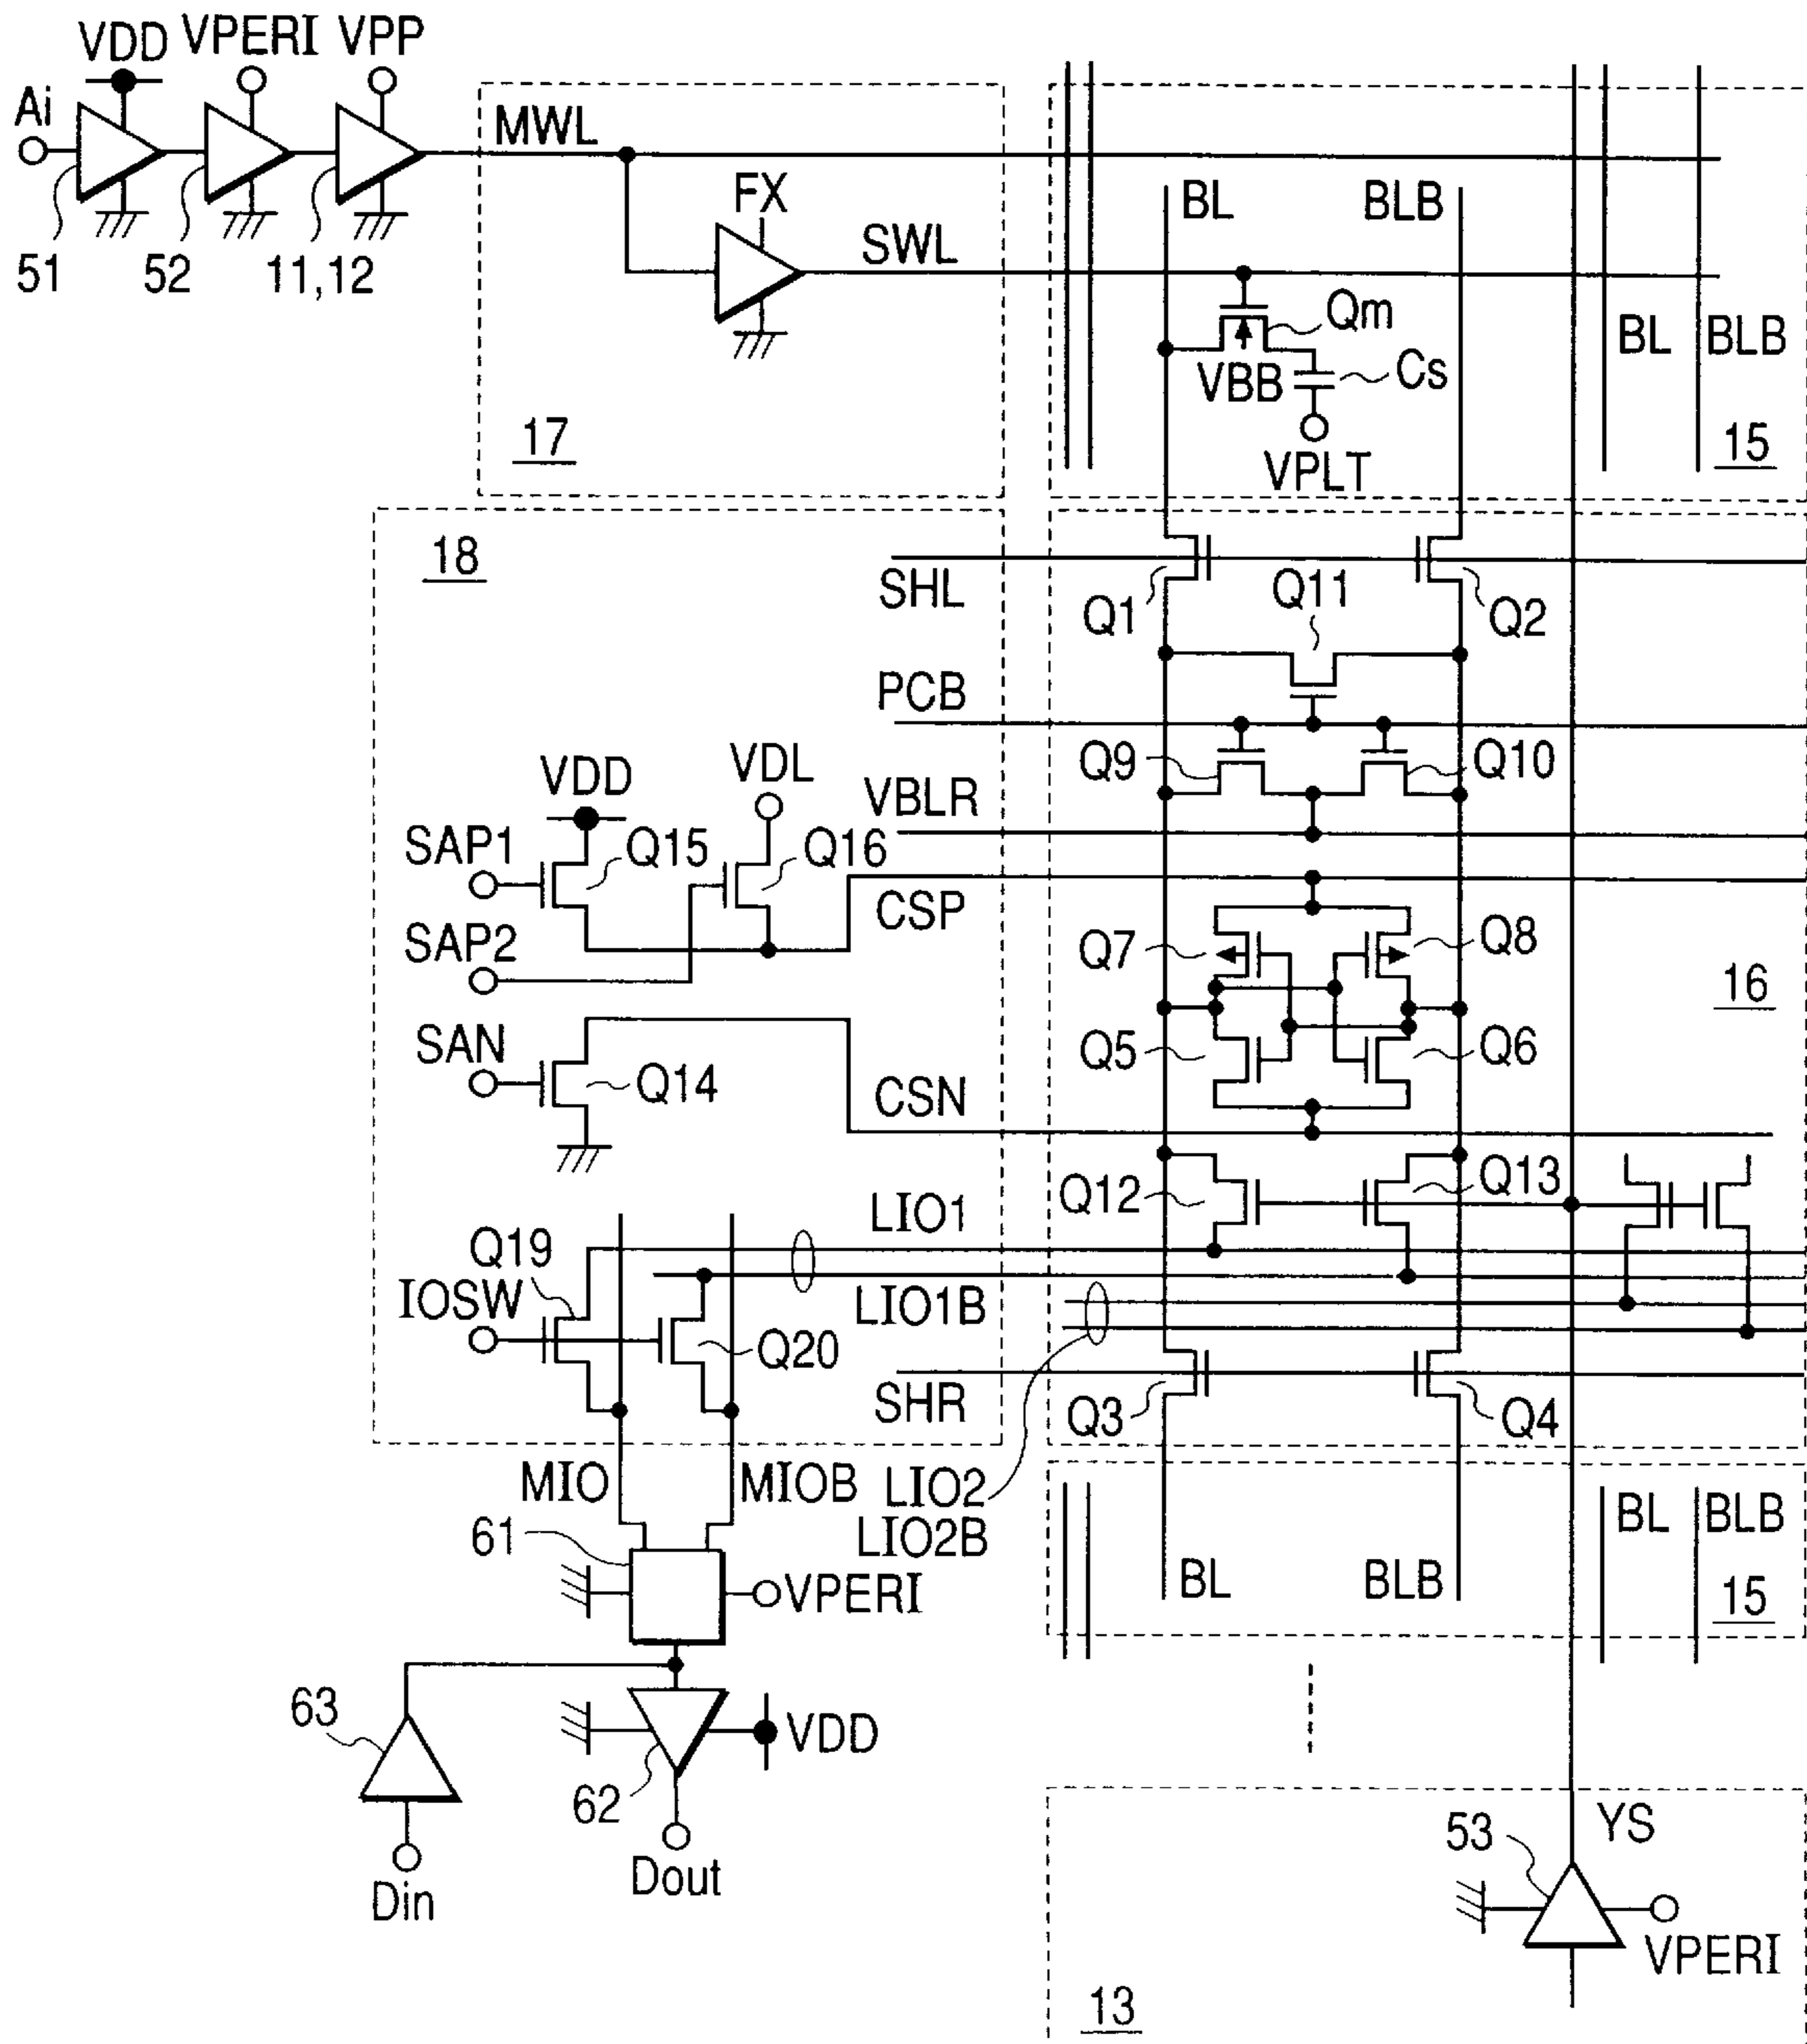 VDD VPERI VPP
Ai
MWL
FX
BL BLB
51 52 11,12
SWL
Qm
BL BLB
VBB Cs
17
VPLT
15
18
SHL
Q1 Q11 Q2
PCB
Q9 Q10
VDD VDL
VBLR
SAP1 Q15 Q16
CSP
SAP2
Q7 Q8
16
SAN
Q14
Q5 Q6
CSN
Q12 Q13
LIO1
Q19
IOSW
LIO1B
Q20
SHR
Q3 Q4
MIO MIOB LIO2
LIO2B
61
VPERI
BL BLB
BL BLB
15
63
VDD
62
Din
Dout
53 YS
VPERI
13